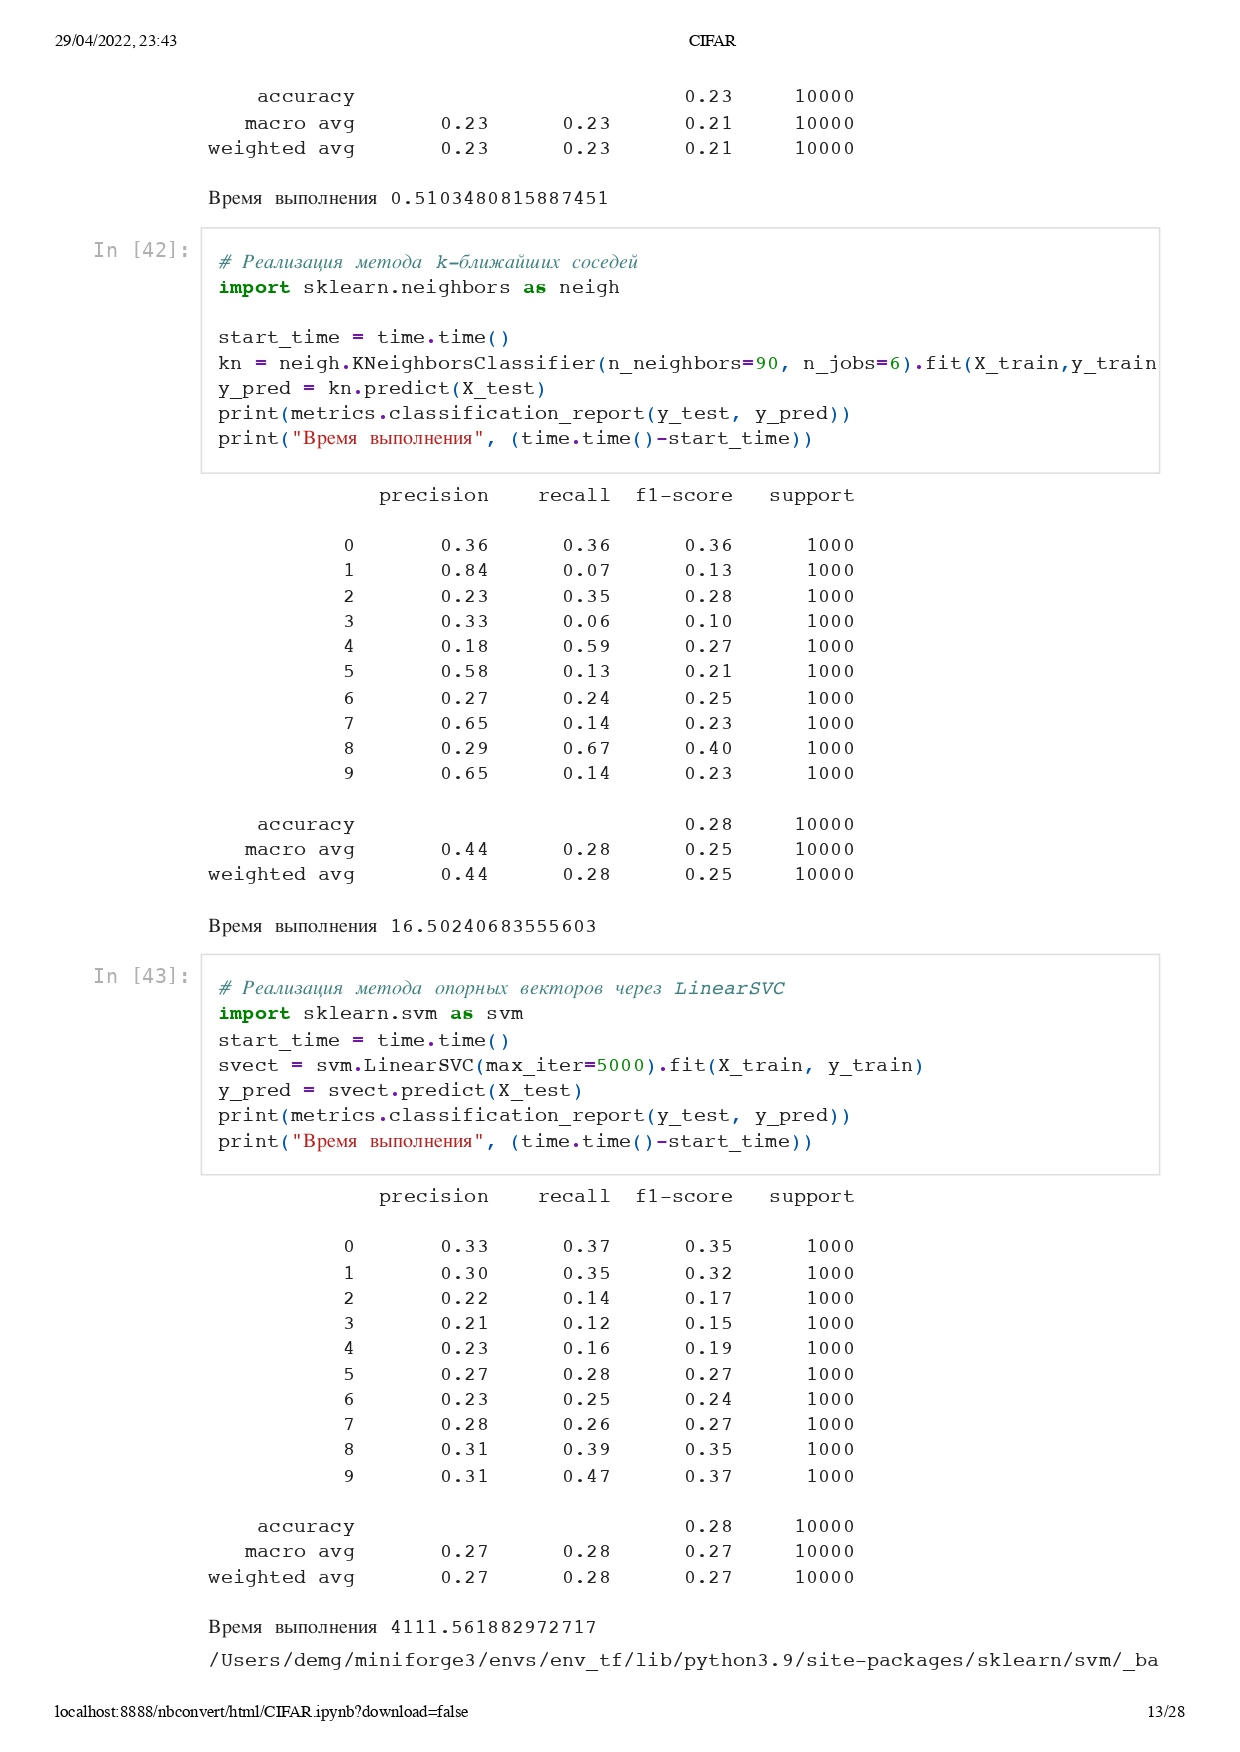 29/04/2022, 23:43 CIFAR
accuracy 0.23 10000
macro avg 0.23 0.23 0.21 10000
weighted avg 0.23 0.23 0.21 10000
Время выполнения 0.5103480815887451
In [42]:
# Реализация метода k-ближайших соседей
import sklearn.neighbors as neigh
start_time = time.time()
kn = neigh.KNeighborsClassifier(n_neighbors=90, n_jobs=6).fit(X_train,y_train
y_pred = kn.predict(X_test)
print(metrics.classification_report(y_test, y_pred))
print("Время выполнения", (time.time()-start_time))
precision recall f1-score support
0 0.36 0.36 0.36 1000
1 0.84 0.07 0.13 1000
2 0.23 0.35 0.28 1000
3 0.33 0.06 0.10 1000
4 0.18 0.59 0.27 1000
5 0.58 0.13 0.21 1000
6 0.27 0.24 0.25 1000
7 0.65 0.14 0.23 1000
8 0.29 0.67 0.40 1000
9 0.65 0.14 0.23 1000
accuracy 0.28 10000
macro avg 0.44 0.28 0.25 10000
weighted avg 0.44 0.28 0.25 10000
Время выполнения 16.50240683555603
In [43]:
# Реализация метода опорных векторов через LinearSVC
import sklearn.svm as svm
start_time = time.time()
svect = svm.LinearSVC(max_iter=5000).fit(X_train, y_train)
y_pred = svect.predict(X_test)
print(metrics.classification_report(y_test, y_pred))
print("Время выполнения", (time.time()-start_time))
precision recall f1-score support
0 0.33 0.37 0.35 1000
1 0.30 0.35 0.32 1000
2 0.22 0.14 0.17 1000
3 0.21 0.12 0.15 1000
4 0.23 0.16 0.19 1000
5 0.27 0.28 0.27 1000
6 0.23 0.25 0.24 1000
7 0.28 0.26 0.27 1000
8 0.31 0.39 0.35 1000
9 0.31 0.47 0.37 1000
accuracy 0.28 10000
macro avg 0.27 0.28 0.27 10000
weighted avg 0.27 0.28 0.27 10000
Время выполнения 4111.561882972717
/Users/demg/miniforge3/envs/env_tf/lib/python3.9/site-packages/sklearn/svm/_ba
localhost:8888/nbconvert/html/CIFAR.ipynb?download=false 13/28